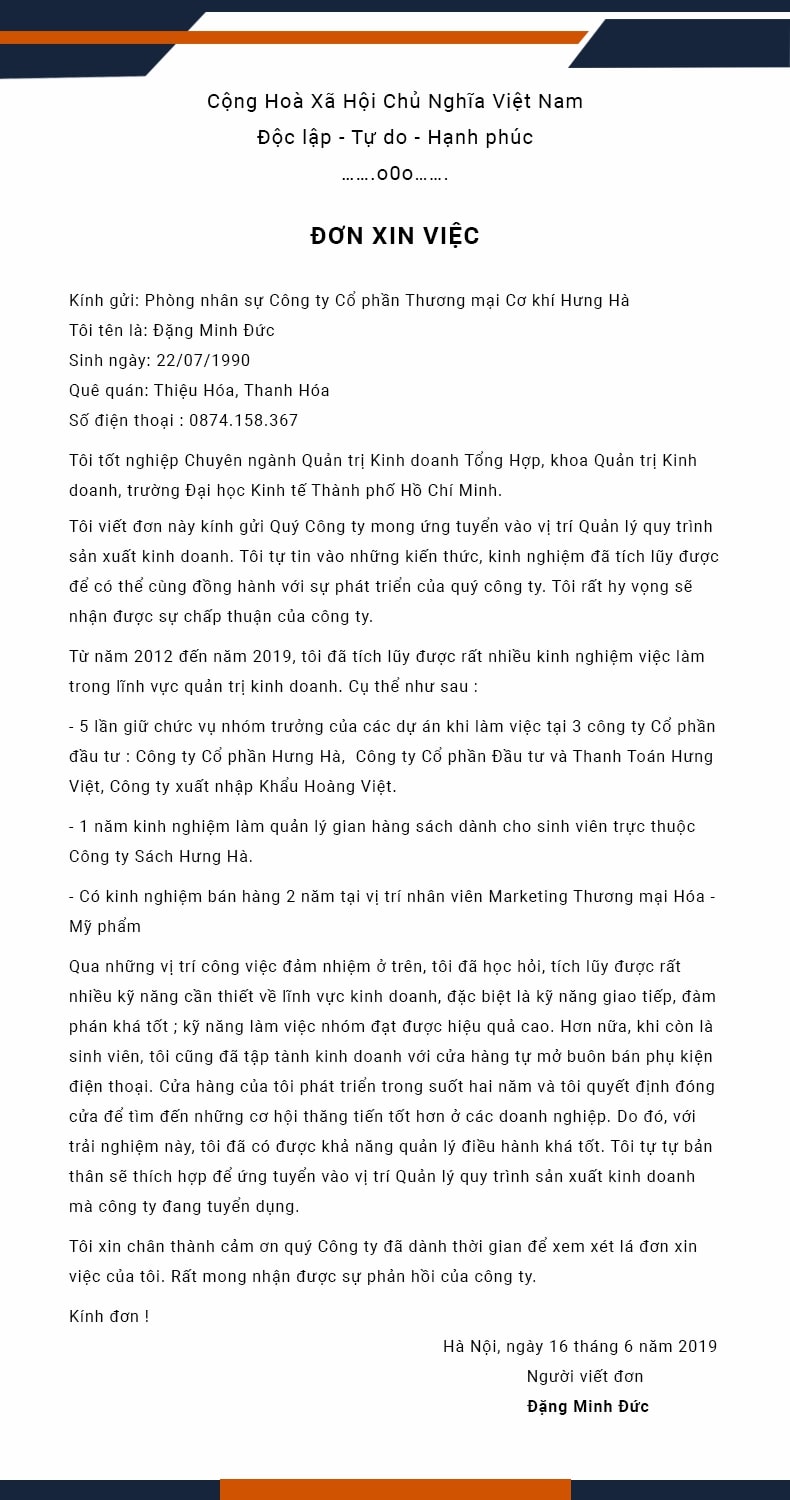 Cộng Hoà Xã Hội Chủ Nghĩa Việt Nam
Độc lập - Tự do - Hạnh phúc
…….o0o…….
ĐƠN XIN VIỆC
Kính gửi: Phòng nhân sự Công ty Cổ phần Thương mại Cơ khí Hưng Hà
Tôi tên là: Đặng Minh Đức
Sinh ngày: 22/07/1990
Quê quán: Thiệu Hóa, Thanh Hóa
Số điện thoại : 0874.158.367
Tôi tốt nghiệp Chuyên ngành Quản trị Kinh doanh Tổng Hợp, khoa Quản trị Kinh
doanh, trường Đại học Kinh tế Thành phố Hồ Chí Minh.
Tôi viết đơn này kính gửi Quý Công ty mong ứng tuyển vào vị trí Quản lý quy trình
sản xuất kinh doanh. Tôi tự tin vào những kiến thức, kinh nghiệm đã tích lũy được
để có thể cùng đồng hành với sự phát triển của quý công ty. Tôi rất hy vọng sẽ
nhận được sự chấp thuận của công ty.
Từ năm 2012 đến năm 2019, tôi đã tích lũy được rất nhiều kinh nghiệm việc làm
trong lĩnh vực quản trị kinh doanh. Cụ thể như sau :
- 5 lần giữ chức vụ nhóm trưởng của các dự án khi làm việc tại 3 công ty Cổ phần
đầu tư : Công ty Cổ phần Hưng Hà,  Công ty Cổ phần Đầu tư và Thanh Toán Hưng
Việt, Công ty xuất nhập Khẩu Hoàng Việt.
- 1 năm kinh nghiệm làm quản lý gian hàng sách dành cho sinh viên trực thuộc
Công ty Sách Hưng Hà.
- Có kinh nghiệm bán hàng 2 năm tại vị trí nhân viên Marketing Thương mại Hóa -
Mỹ phẩm
Qua những vị trí công việc đảm nhiệm ở trên, tôi đã học hỏi, tích lũy được rất
nhiều kỹ năng cần thiết về lĩnh vực kinh doanh, đặc biệt là kỹ năng giao tiếp, đàm
phán khá tốt ; kỹ năng làm việc nhóm đạt được hiệu quả cao. Hơn nữa, khi còn là
sinh viên, tôi cũng đã tập tành kinh doanh với cửa hàng tự mở buôn bán phụ kiện
điện thoại. Cửa hàng của tôi phát triển trong suốt hai năm và tôi quyết định đóng
cửa để tìm đến những cơ hội thăng tiến tốt hơn ở các doanh nghiệp. Do đó, với
trải nghiệm này, tôi đã có được khả năng quản lý điều hành khá tốt. Tôi tự tự bản
thân sẽ thích hợp để ứng tuyển vào vị trí Quản lý quy trình sản xuất kinh doanh
mà công ty đang tuyển dụng.
Tôi xin chân thành cảm ơn quý Công ty đã dành thời gian để xem xét lá đơn xin
việc của tôi. Rất mong nhận được sự phản hồi của công ty.
Kính đơn !
Hà Nội, ngày 16 tháng 6 năm 2019
Người viết đơn
Đặng Minh Đức